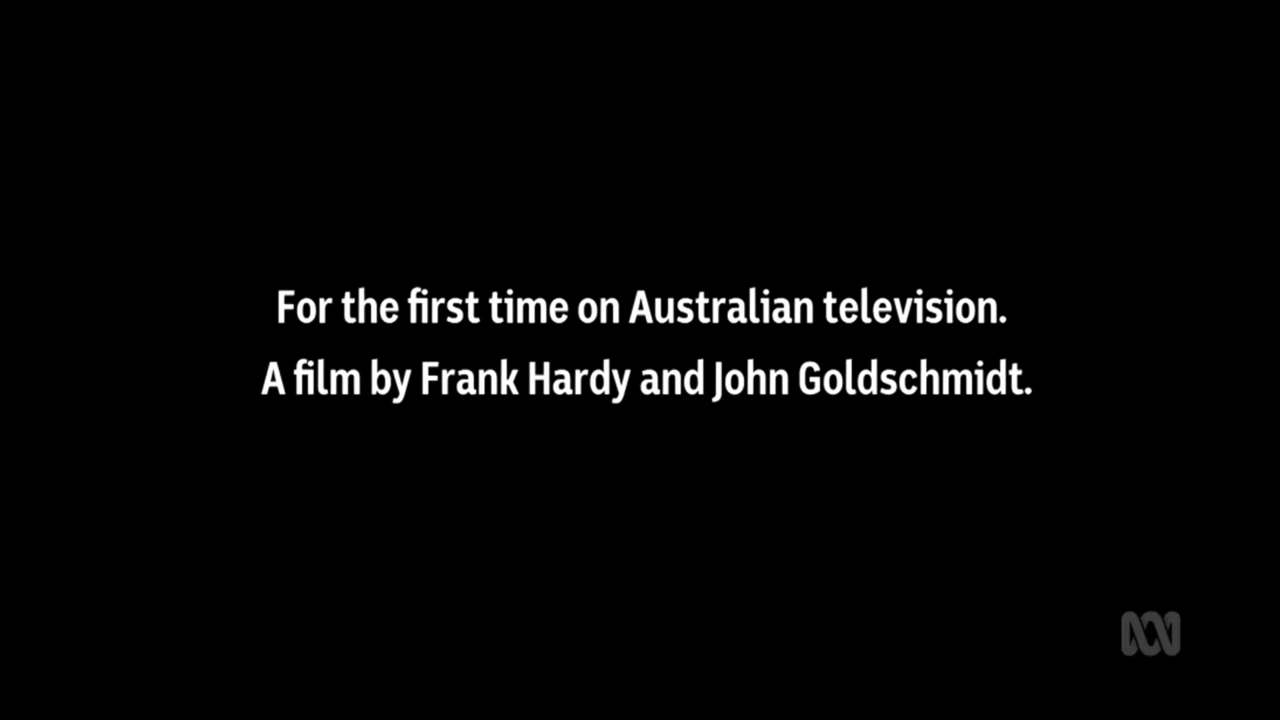 For the first time on Australian television.
A film by Frank Hardy and John Goldschmidt.